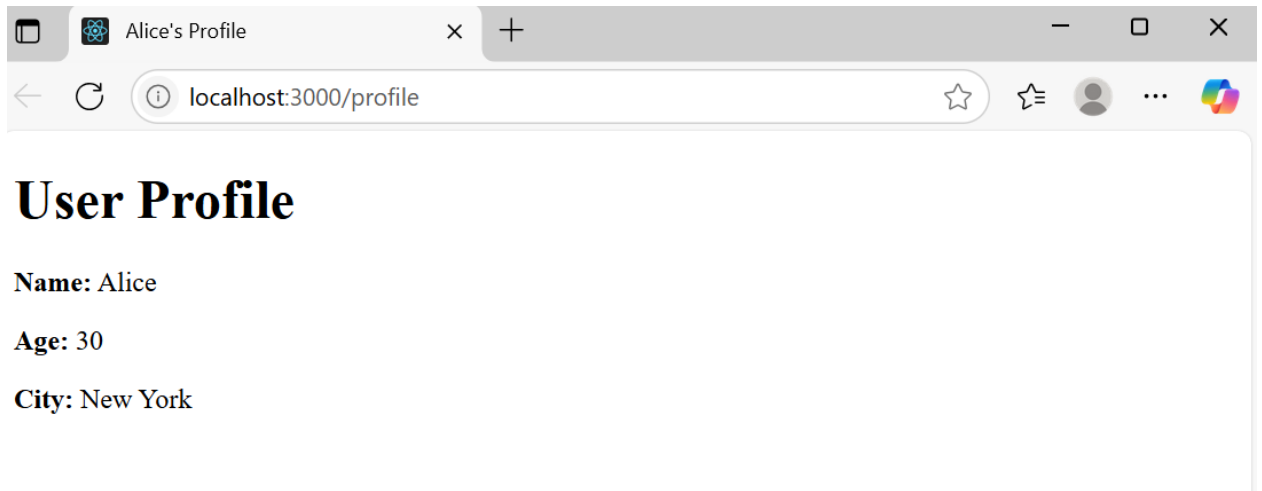 Alice's Profile
localhost:3000/profile
User Profile
Name: Alice
Age: 30
City: New York